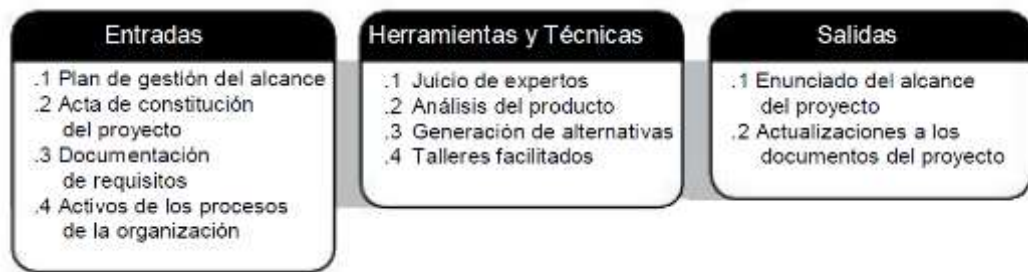 Entradas
.1 Plan de gestión del alcance
.2 Acta de constitución
del proyecto
.3 Documentación
de requisitos
.4 Activos de los procesos
de la organización
Herramientas y Técnicas
.1 Juicio de expertos
.2 Análisis del producto
.3 Generación de alternativas
.4 Talleres facilitados
Salidas
.1 Enunciado del alcance
del proyecto
.2 Actualizaciones a los
documentos del proyecto